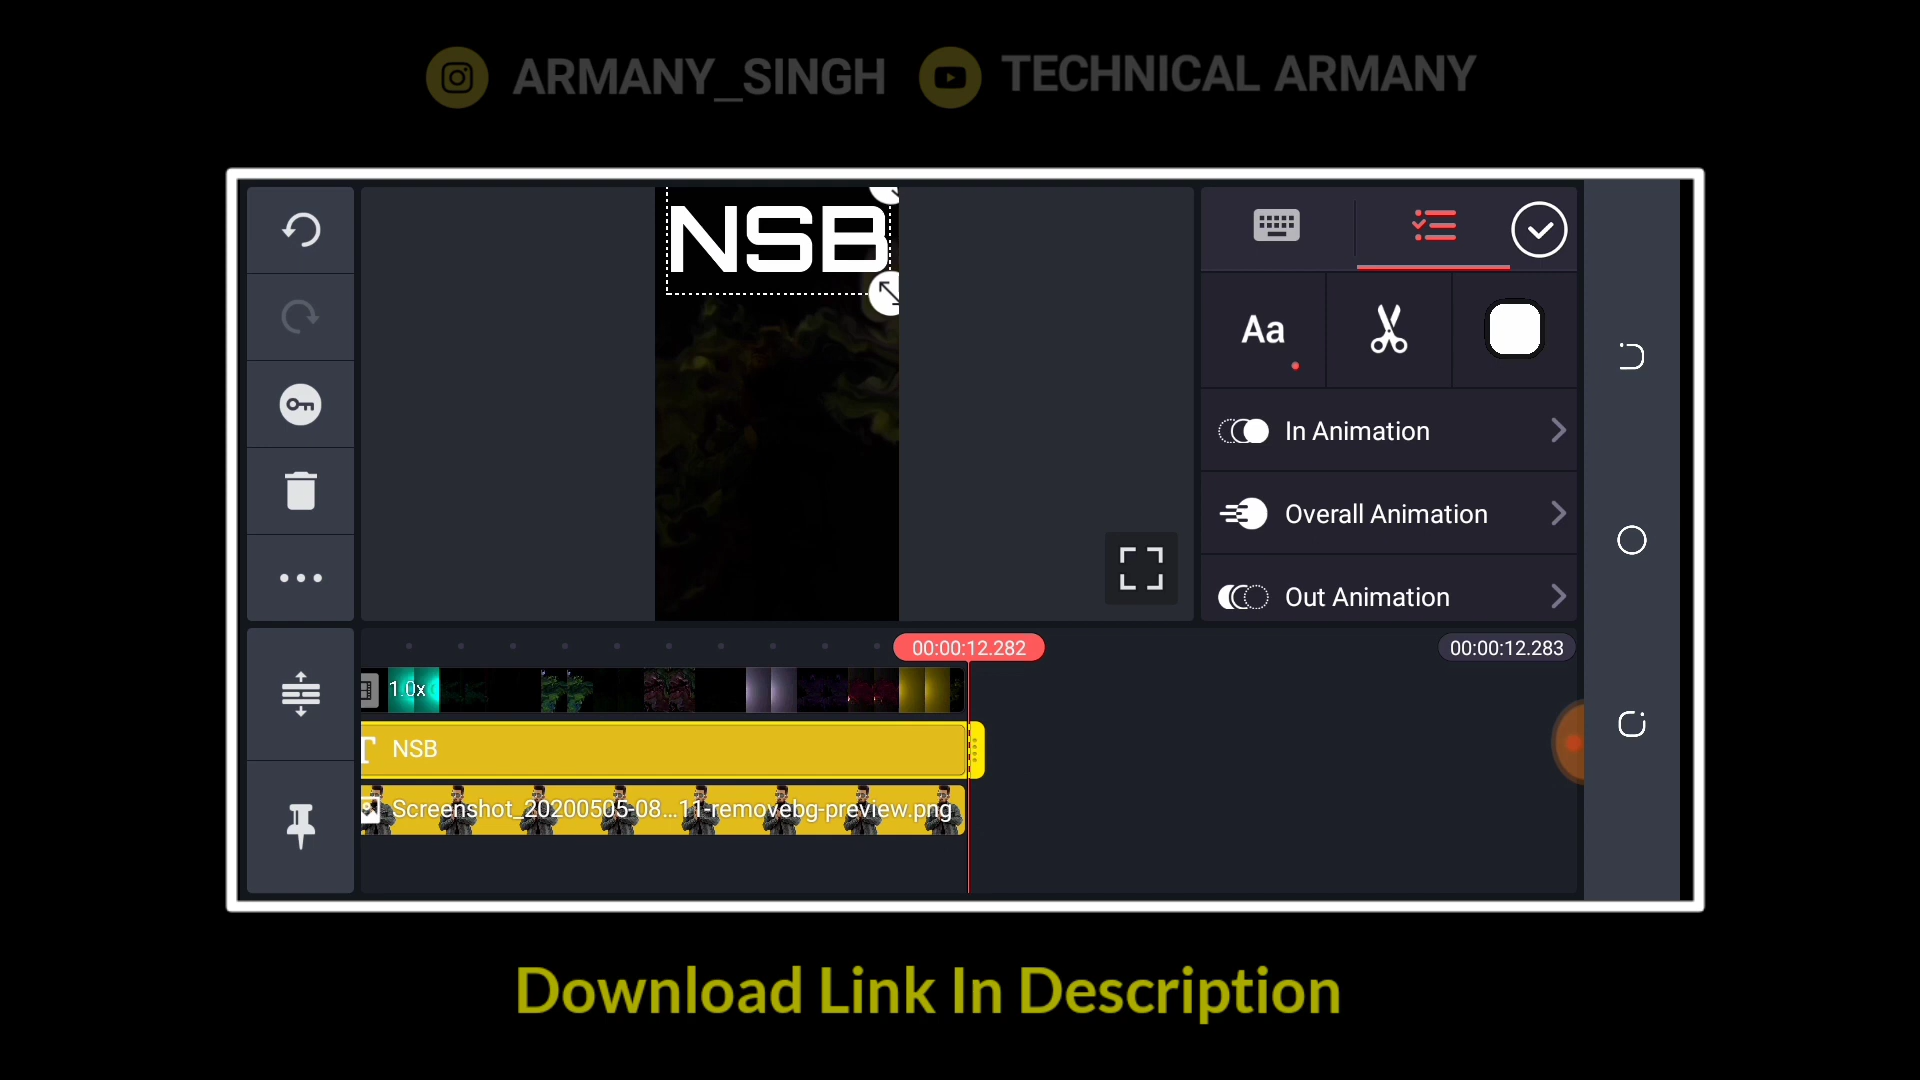 ARMANY_SINGH
TECHNICAL ARMANY
NSB
Aa
In Animation
Overall Animation
Out Animation
00:00:12.282
00:00:12.283
1.0x
T NSB
Screenshot_20200505-08...11-removebg-preview.png
Download Link In Description